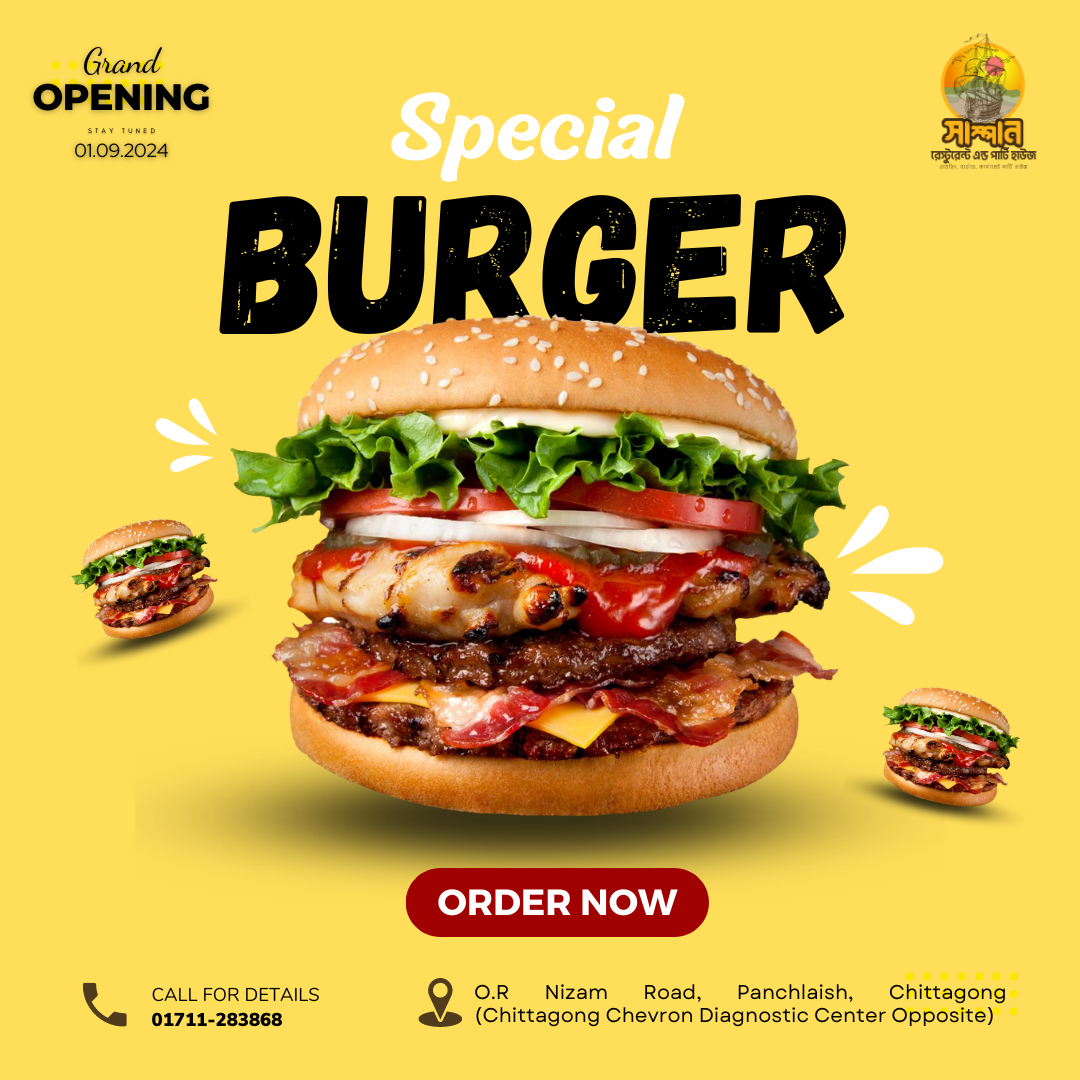 Grand
OPENING
STAY TUNED
01.09.2024
সাম্পান
রেস্টুরেন্ট এন্ড পার্টি হাউজ
Special
BURGER
ORDER NOW
CALL FOR DETAILS
01711-283868
O.R Nizam Road, Panchlaish, Chittagong
(Chittagong Chevron Diagnostic Center Opposite)